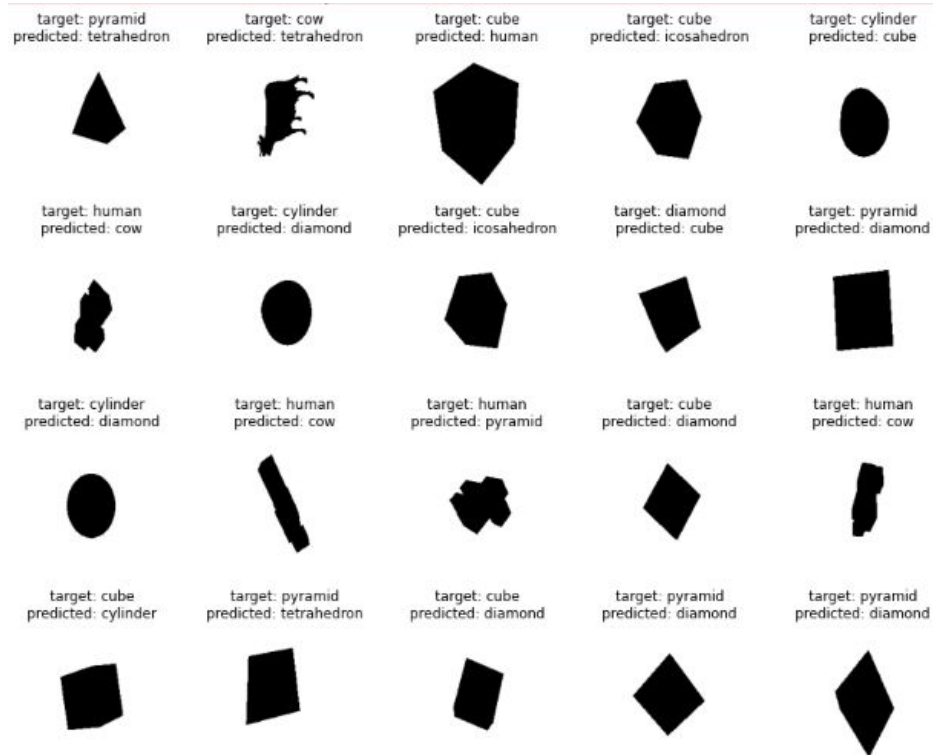 target: pyramid
predicted: tetrahedron
target: cow
predicted: tetrahedron
target: cube
predicted: human
target: cube
predicted: icosahedron
target: cylinder
predicted: cube
target: human
predicted: cow
target: cylinder
predicted: diamond
target: cube
predicted: icosahedron
target: diamond
predicted: cube
target: pyramid
predicted: diamond
target: cylinder
predicted: diamond
target: human
predicted: cow
target: human
predicted: pyramid
target: cube
predicted: diamond
target: human
predicted: cow
target: cube
predicted: cylinder
target: pyramid
predicted: tetrahedron
target: cube
predicted: diamond
target: pyramid
predicted: diamond
target: pyramid
predicted: diamond